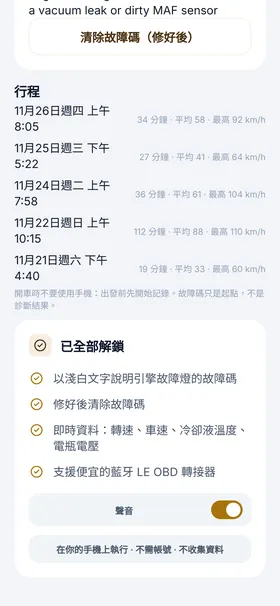 a vacuum leak or dirty MAF sensor
清除故障碼（修好後）
行程
11月26日週四 上午
8:05
34 分鐘 · 平均 58 · 最高 92 km/h
11月25日週三 下午
5:22
27 分鐘 · 平均 41 · 最高 64 km/h
11月24日週二 上午
7:58
36 分鐘 · 平均 61 · 最高 104 km/h
11月22日週日 上午
10:15
112 分鐘 · 平均 88 · 最高 110 km/h
11月21日週六 下午
4:40
19 分鐘 · 平均 33 · 最高 60 km/h
開車時不要使用手機：出發前先開始記錄。故障碼只是起點，不是
診斷結果。
已全部解鎖
以淺白文字說明引擎故障燈的故障碼
修好後清除故障碼
即時資料：轉速、車速、冷卻液溫度、
電瓶電壓
支援便宜的藍牙 LE OBD 轉接器
聲音
在你的手機上執行 · 不需帳號 · 不收集資料